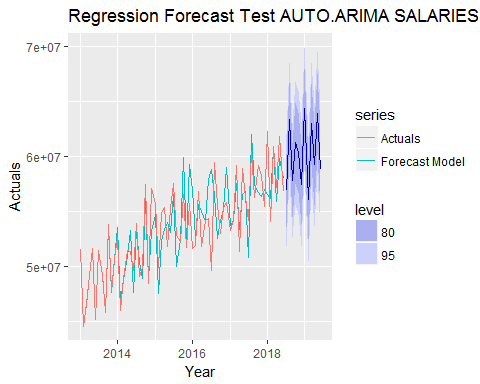 Regression Forecast Test AUTO.ARIMA SALARIES
7e+07
6e+07
5e+07
Actuals
2014
2016
2018
Year
series
Actuals
Forecast Model
level
80
95